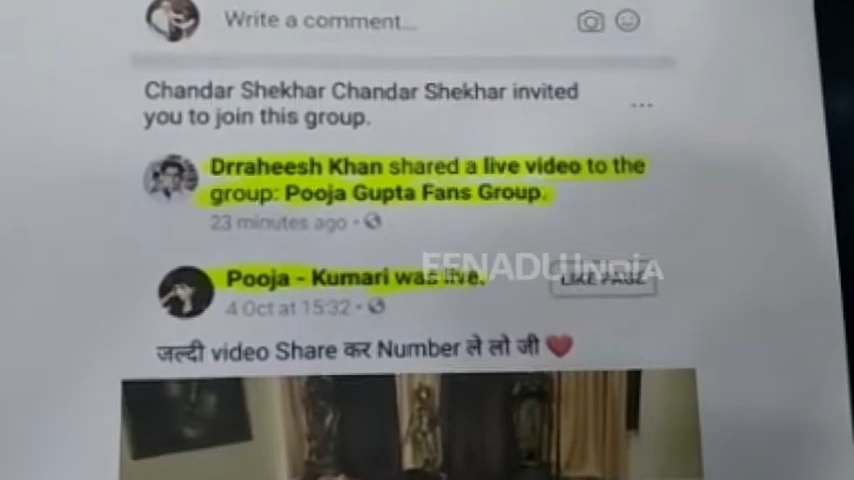 Write a comment...
Chandar Shekhar Chandar Shekhar invited
you to join this group.
Drraheesh Khan shared a live video to the
group: Pooja Gupta Fans Group.
23 minutes ago
EENADU INDIA
Pooja - Kumari was live.
LIKE PAGE
4 Oct at 15:32
जल्दी video Share कर Number ले लो जी ❤️